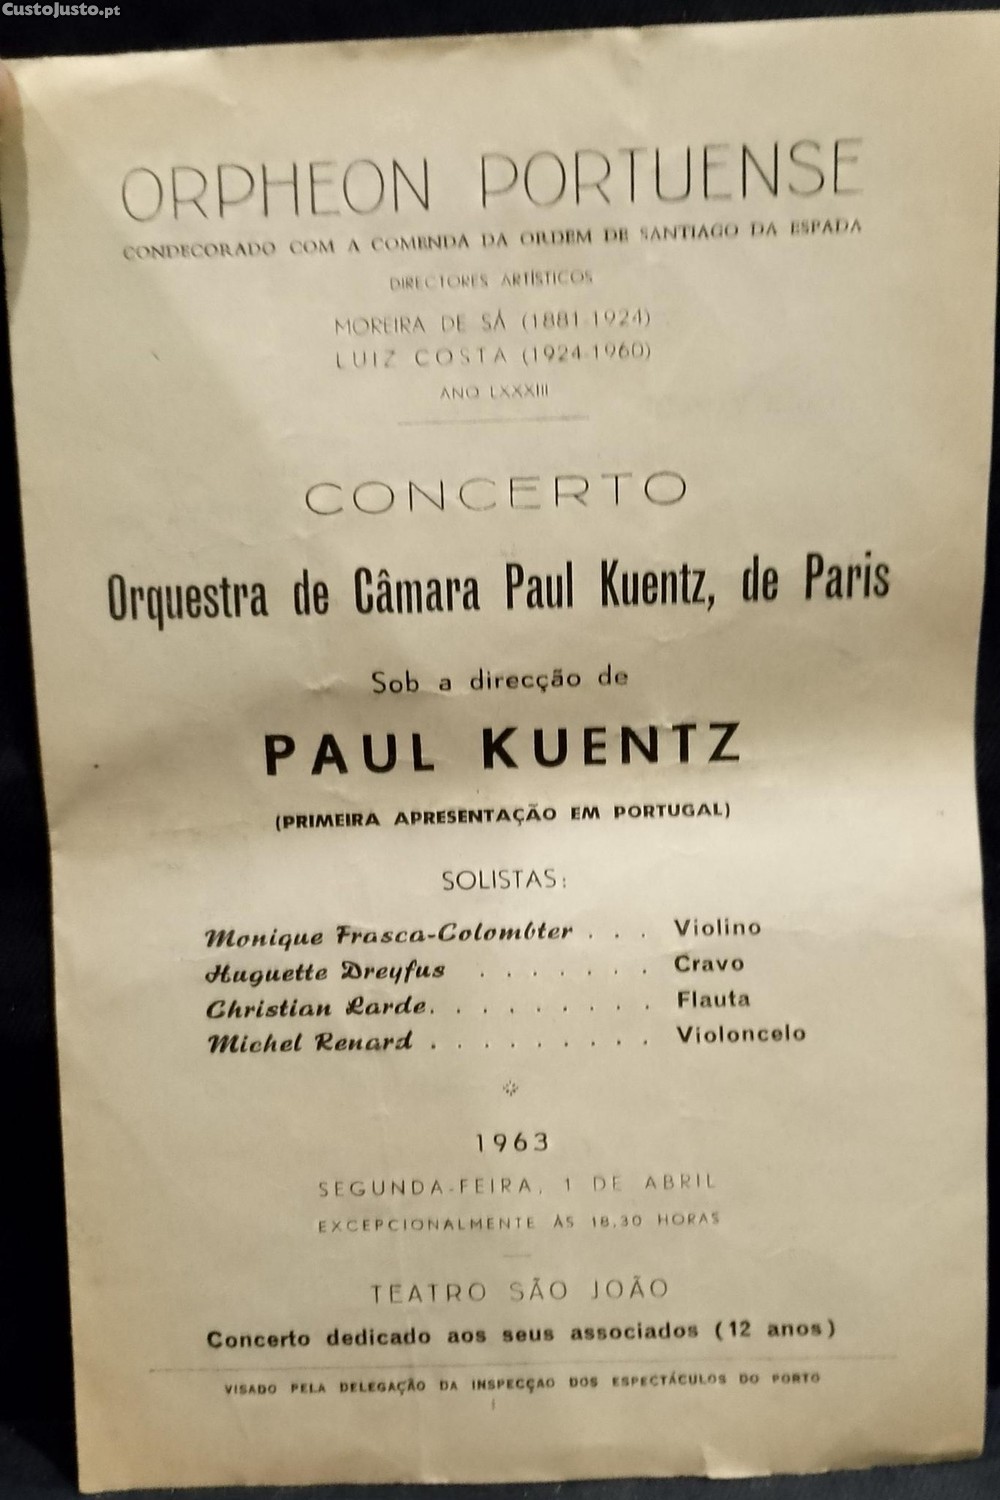 CustoJusto.pt
ORPHEON PORTUENSE
CONDECORADO COM A COMENDA DA ORDEM DE SANTIAGO DA ESPADA
DIRECTORES ARTÍSTICOS
MOREIRA DE SÁ (1881-1924)
LUIZ COSTA (1924-1960)
ANO LXXXIII
CONCERTO
Orquestra de Câmara Paul Kuentz, de Paris
Sob a direcção de
PAUL KUENTZ
(PRIMEIRA APRESENTAÇÃO EM PORTUGAL)
SOLISTAS:
Monique Frasca-Colombter . . . Violino
Huguette Dreyfus . . . . . . . Cravo
Christian Larde. . . . . . . . . Flauta
Michel Renard . . . . . . . . . Violoncelo
1963
SEGUNDA-FEIRA, 1 DE ABRIL
EXCEPCIONALMENTE ÀS 18,30 HORAS
TEATRO SÃO JOÃO
Concerto dedicado aos seus associados (12 anos)
VISADO PELA DELEGAÇÃO DA INSPECÇÃO DOS ESPECTÁCULOS DO PORTO